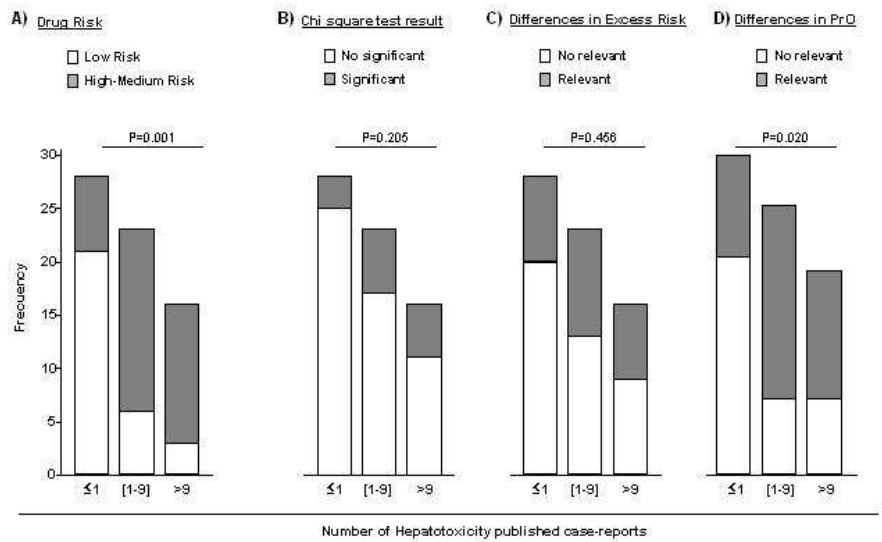 A) Drug Risk
Low Risk
High-Medium Risk
B) Chi square test result
No significant
Significant
C) Differences in Excess Risk
No relevant
Relevant
D) Differences in PrO
No relevant
Relevant
P=0.001
P=0.205
P=0.456
P=0.020
Frecuency
30
25
20
15
10
5
0
≤1 [1-9] >9
≤1 [1-9] >9
≤1 [1-9] >9
≤1 [1-9] >9
Number of Hepatotoxicity published case-reports